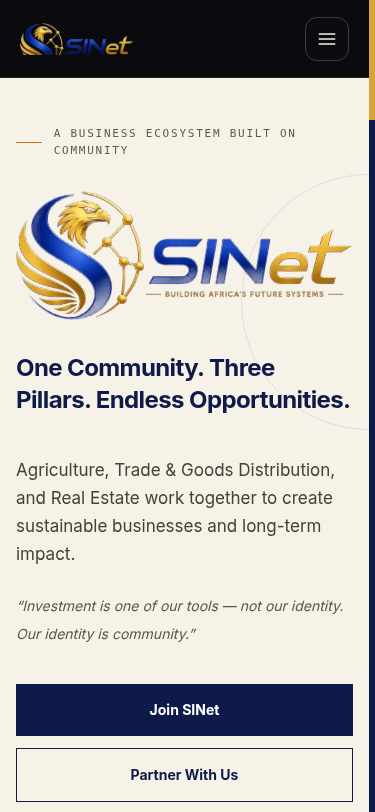 SINet
A BUSINESS ECOSYSTEM BUILT ON
COMMUNITY
SINet
BUILDING AFRICA'S FUTURE SYSTEMS
One Community. Three
Pillars. Endless Opportunities.
Agriculture, Trade & Goods Distribution,
and Real Estate work together to create
sustainable businesses and long-term
impact.
“Investment is one of our tools — not our identity.
Our identity is community.”
Join SINet
Partner With Us